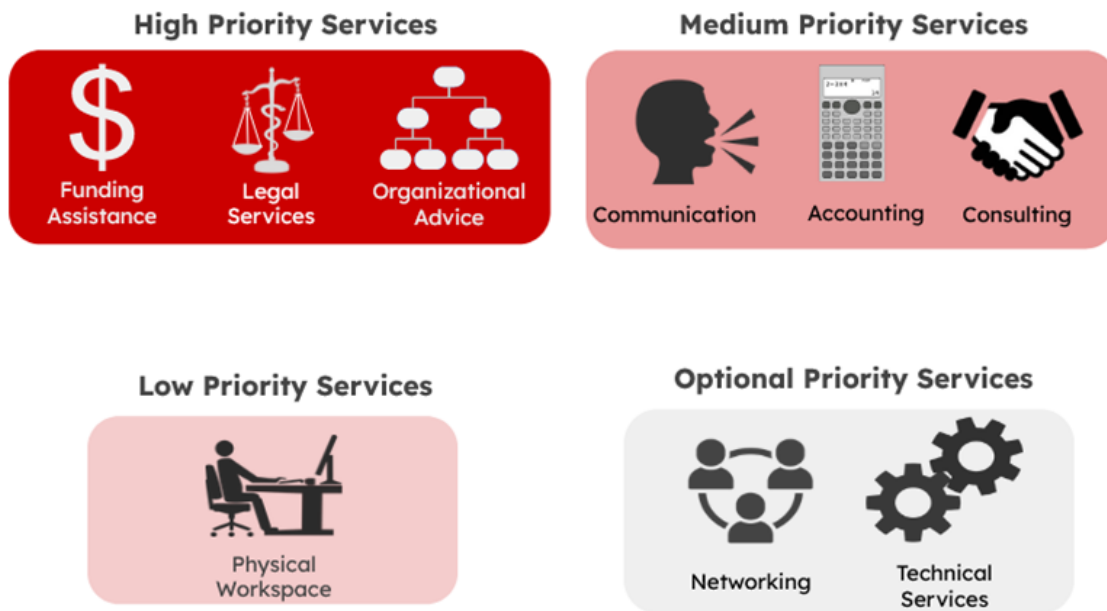 High Priority Services
Funding
Assistance
Legal
Services
Organizational
Advice
Medium Priority Services
Communication
Accounting
Consulting
Low Priority Services
Physical
Workspace
Optional Priority Services
Networking
Technical
Services